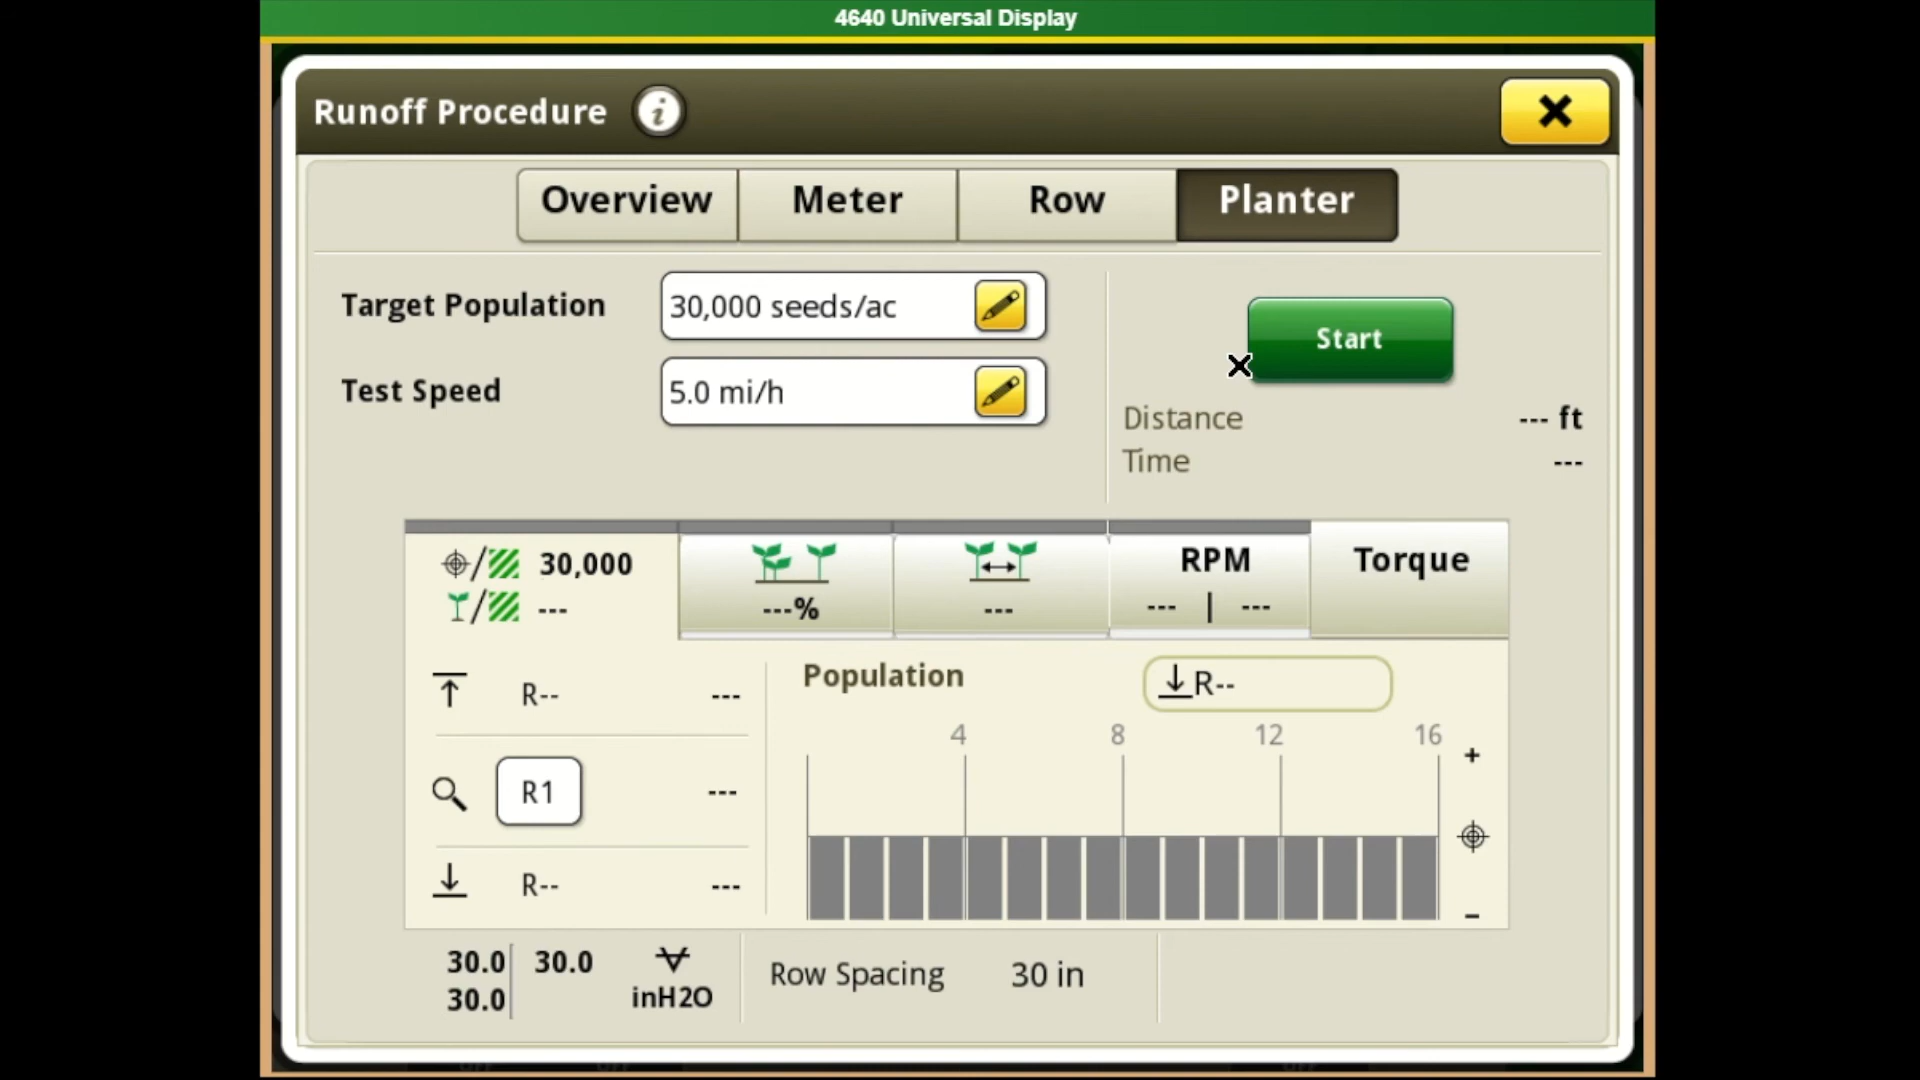 4640 Universal Display
Runoff Procedure i
Overview Meter Row Planter
Target Population 30,000 seeds/ac
Start
Test Speed 5.0 mi/h
Distance --- ft
Time ---
30,000
/ ---
---%
---
RPM
--- | ---
Torque
R-- ---
R1 ---
R-- ---
Population R--
4 8 12 16
+
-
30.0 30.0
30.0 inH2O
Row Spacing 30 in